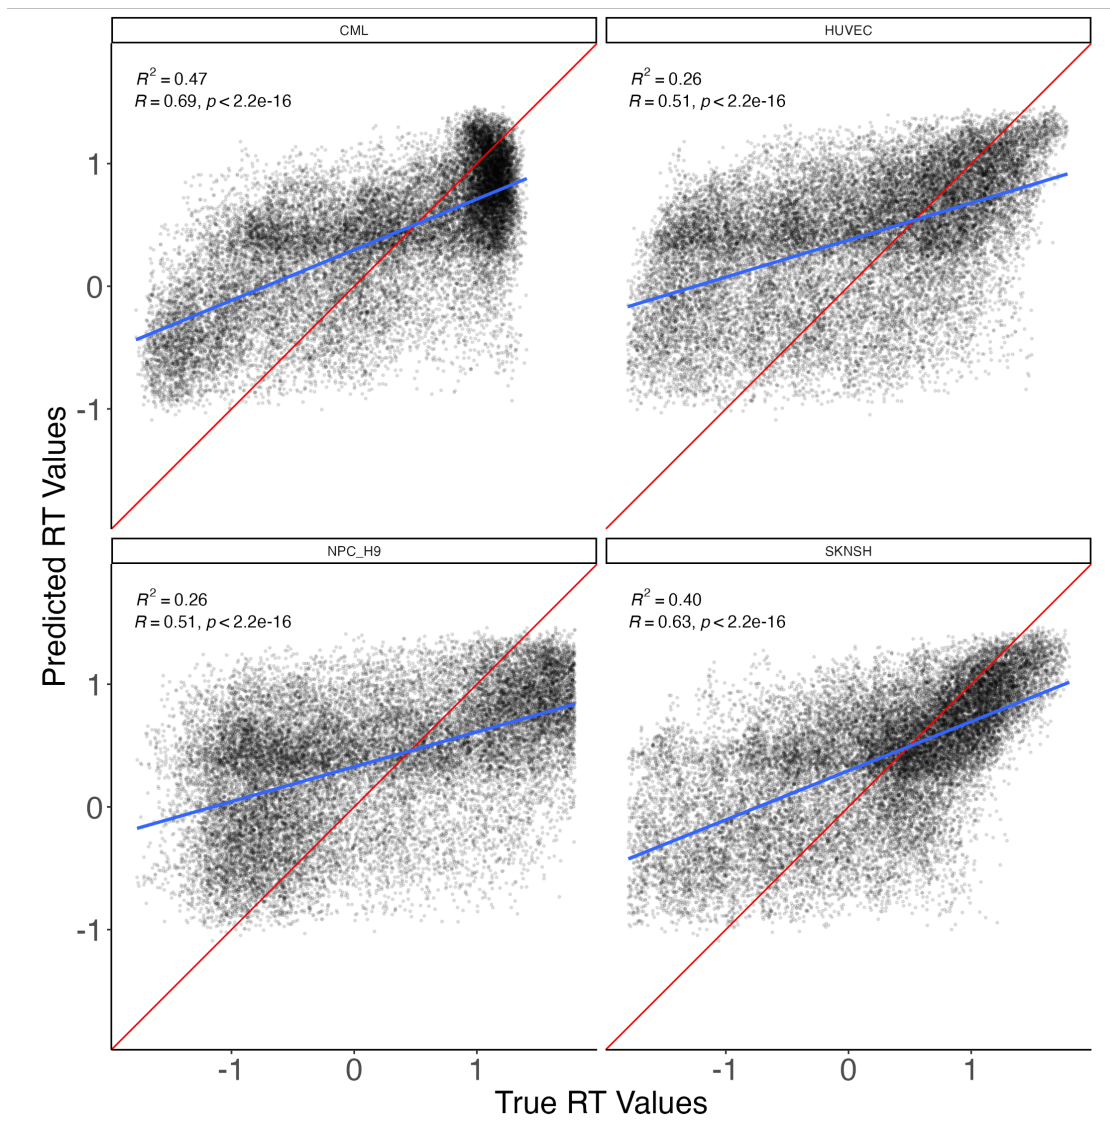 CML
HUVEC
R² = 0.47
R = 0.69, p < 2.2e-16
R² = 0.26
R = 0.51, p < 2.2e-16
1
0
-1
NPC_H9
SKNSH
R² = 0.26
R = 0.51, p < 2.2e-16
R² = 0.40
R = 0.63, p < 2.2e-16
1
0
-1
Predicted RT Values
-1
0
1
-1
0
1
True RT Values